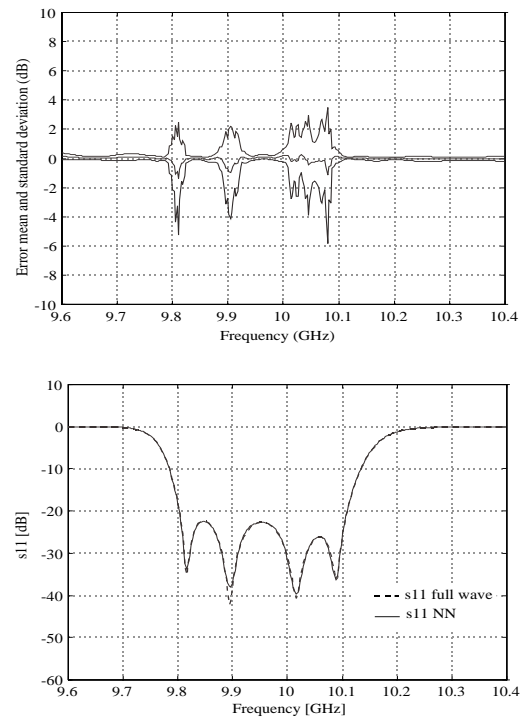 Error mean and standard deviation (dB)
10
8
6
4
2
0
-2
-4
-6
-8
-10
9.6 9.7 9.8 9.9 10 10.1 10.2 10.3 10.4
Frequency (GHz)
s11 [dB]
10
0
-10
-20
-30
-40
-50
-60
s11 full wave
s11 NN
9.6 9.7 9.8 9.9 10 10.1 10.2 10.3 10.4
Frequency [GHz]